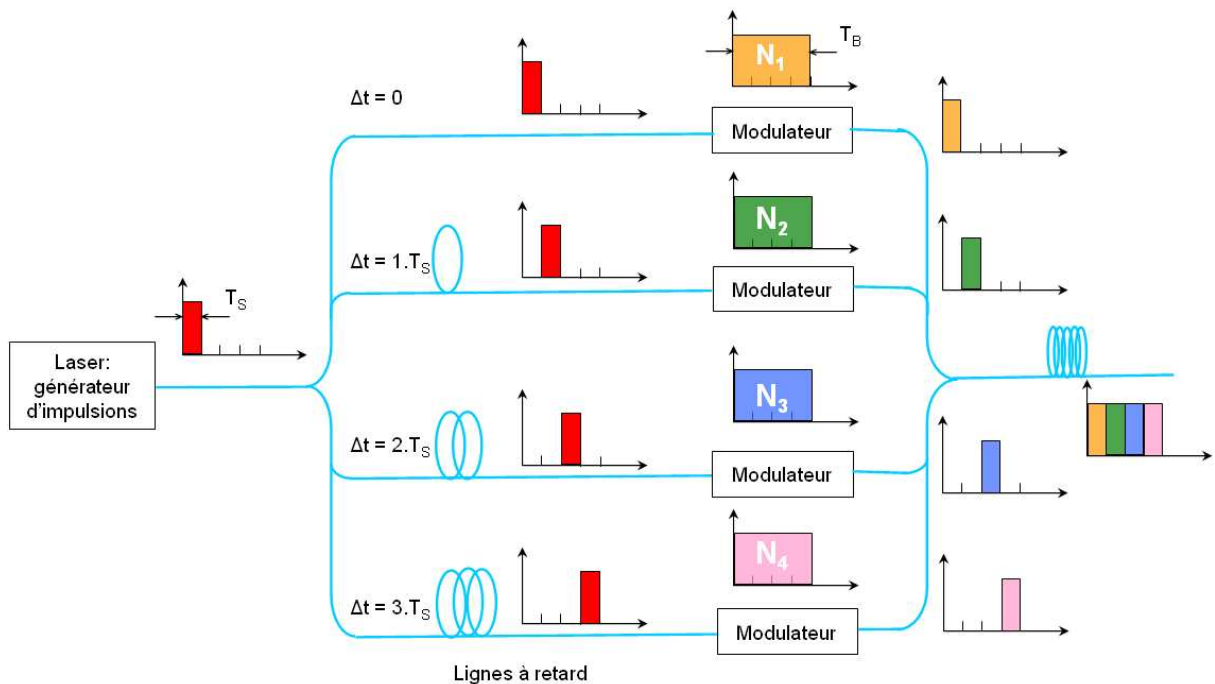 Δt = 0
N₁
T_B
Modulateur
Δt = 1.T_S
N₂
Modulateur
T_S
Laser:
générateur
d'impulsions
Δt = 2.T_S
N₃
Modulateur
Δt = 3.T_S
N₄
Modulateur
Lignes à retard